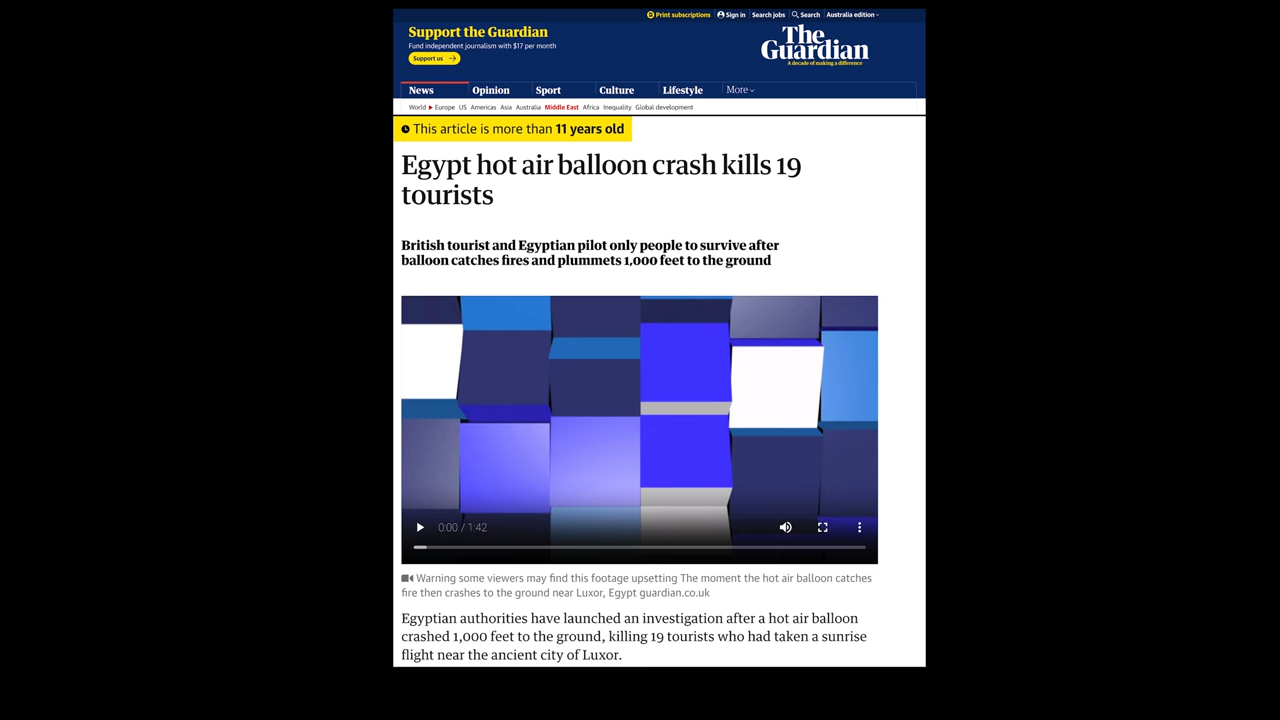 Print subscriptions Sign in Search jobs Search Australia edition
Support the Guardian
Fund independent journalism with $17 per month
Support us
The Guardian
A decade of making a difference
News Opinion Sport Culture Lifestyle More
World Europe US Americas Asia Australia Middle East Africa Inequality Global development
This article is more than 11 years old
Egypt hot air balloon crash kills 19
tourists
British tourist and Egyptian pilot only people to survive after
balloon catches fires and plummets 1,000 feet to the ground
0:00 / 1:42
Warning some viewers may find this footage upsetting The moment the hot air balloon catches
fire then crashes to the ground near Luxor, Egypt guardian.co.uk
Egyptian authorities have launched an investigation after a hot air balloon
crashed 1,000 feet to the ground, killing 19 tourists who had taken a sunrise
flight near the ancient city of Luxor.